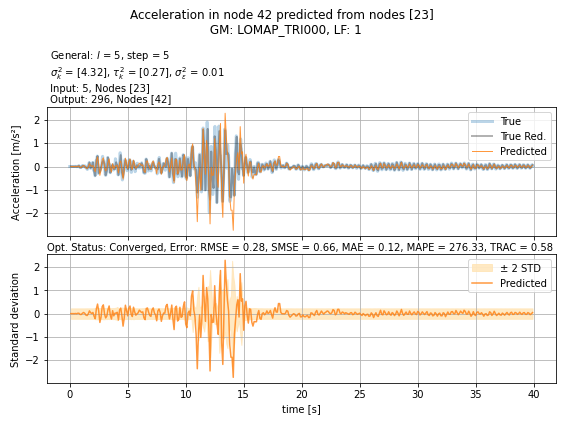 Acceleration in node 42 predicted from nodes [23]
GM: LOMAP_TRI000, LF: 1
General: l = 5, step = 5
σ²_k = [4.32], τ²_k = [0.27], σ²_ε = 0.01
Input: 5, Nodes [23]
Output: 296, Nodes [42]
Acceleration [m/s²]
2
1
0
−1
−2
True
True Red.
Predicted
Opt. Status: Converged, Error: RMSE = 0.28, SMSE = 0.66, MAE = 0.12, MAPE = 276.33, TRAC = 0.58
Standard deviation
2
1
0
−1
−2
± 2 STD
Predicted
0 5 10 15 20 25 30 35 40
time [s]